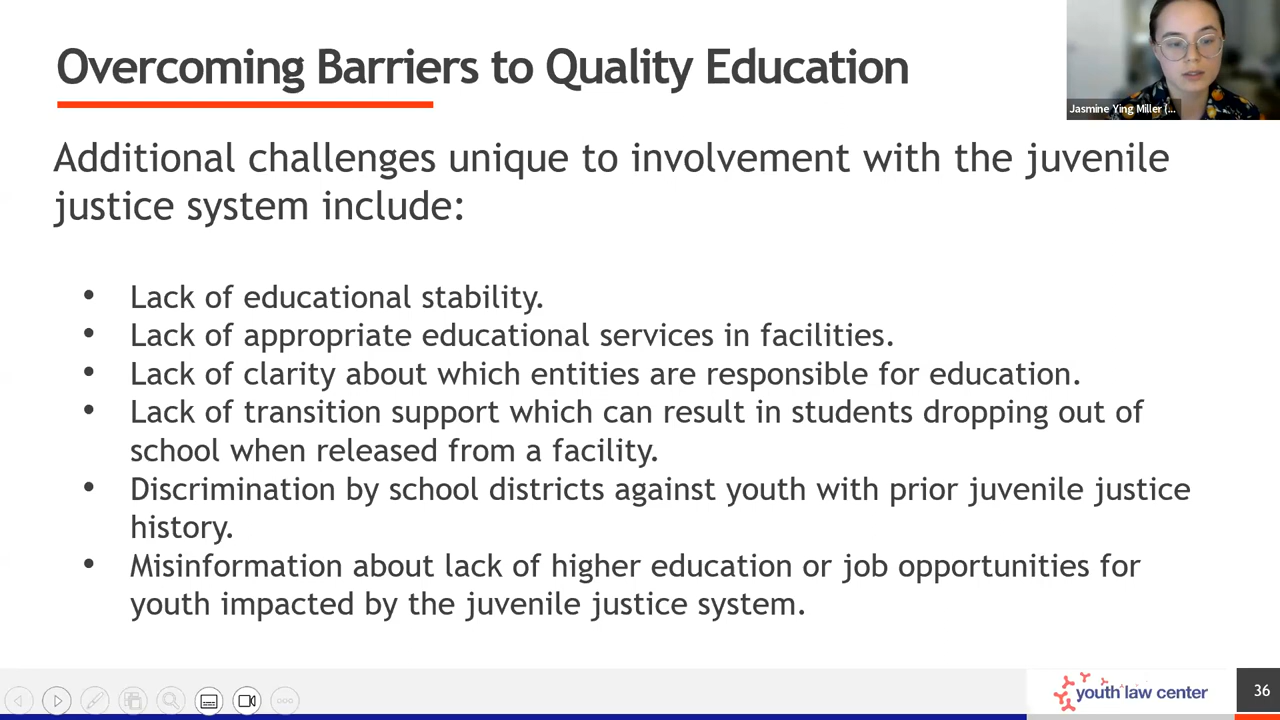 Overcoming Barriers to Quality Education
Jasmine Ying Miller (...
Additional challenges unique to involvement with the juvenile
justice system include:
• Lack of educational stability.
• Lack of appropriate educational services in facilities.
• Lack of clarity about which entities are responsible for education.
• Lack of transition support which can result in students dropping out of
school when released from a facility.
• Discrimination by school districts against youth with prior juvenile justice
history.
• Misinformation about lack of higher education or job opportunities for
youth impacted by the juvenile justice system.
youth law center
36